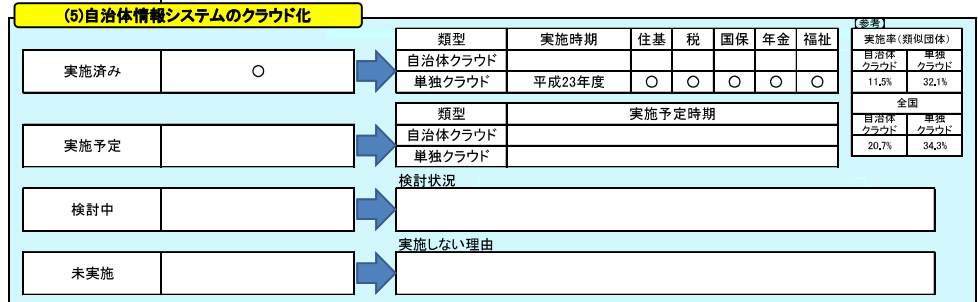 (5)自治体情報システムのクラウド化
【参考】
類型 実施時期 住基 税 国保 年金 福祉
実施率(類似団体)
実施済み ○
自治体クラウド
自治体クラウド 単独クラウド
単独クラウド 平成23年度 ○ ○ ○ ○ ○
11.5% 32.1%
全国
類型 実施予定時期
自治体クラウド 単独クラウド
実施予定
自治体クラウド
20.7% 34.3%
単独クラウド
検討状況
検討中
実施しない理由
未実施